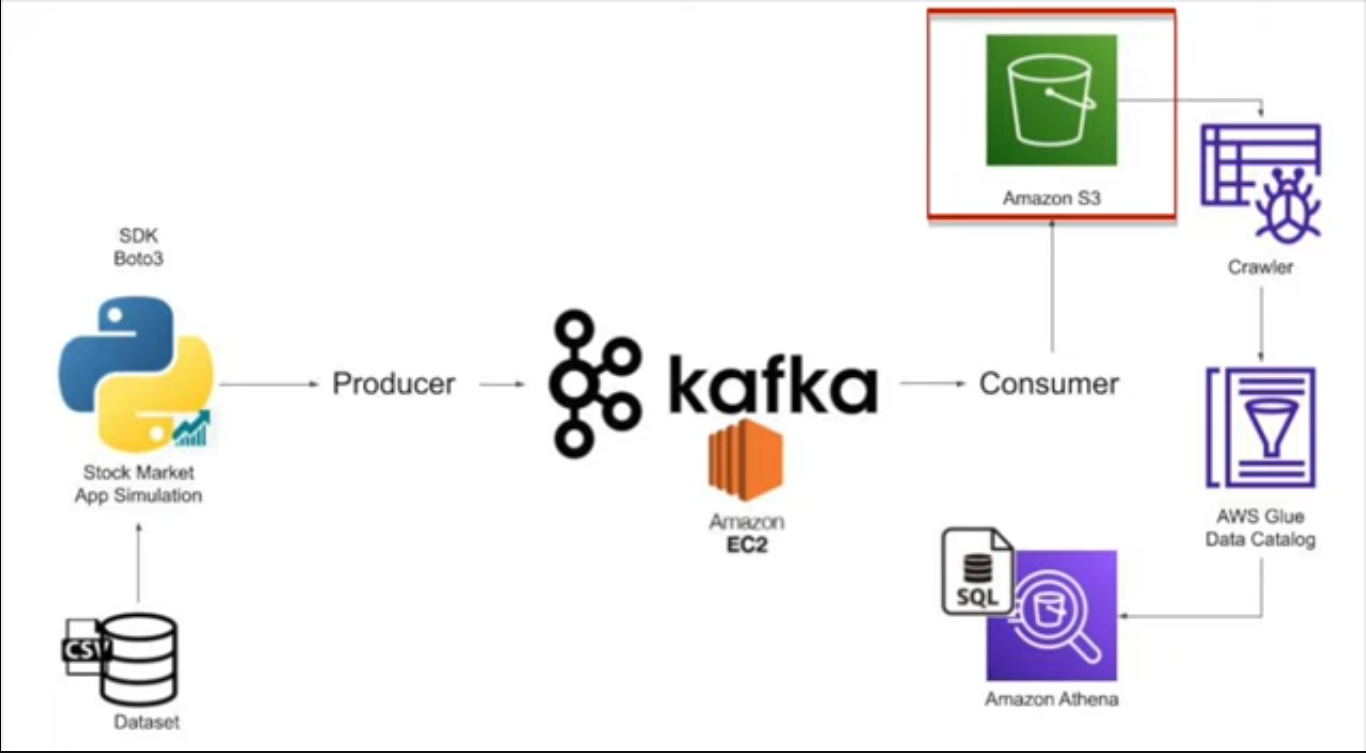 SDK
Boto3
Stock Market
App Simulation
CSV
Dataset
Producer
kafka
Amazon
EC2
Consumer
Amazon S3
Crawler
AWS Glue
Data Catalog
SQL
Amazon Athena